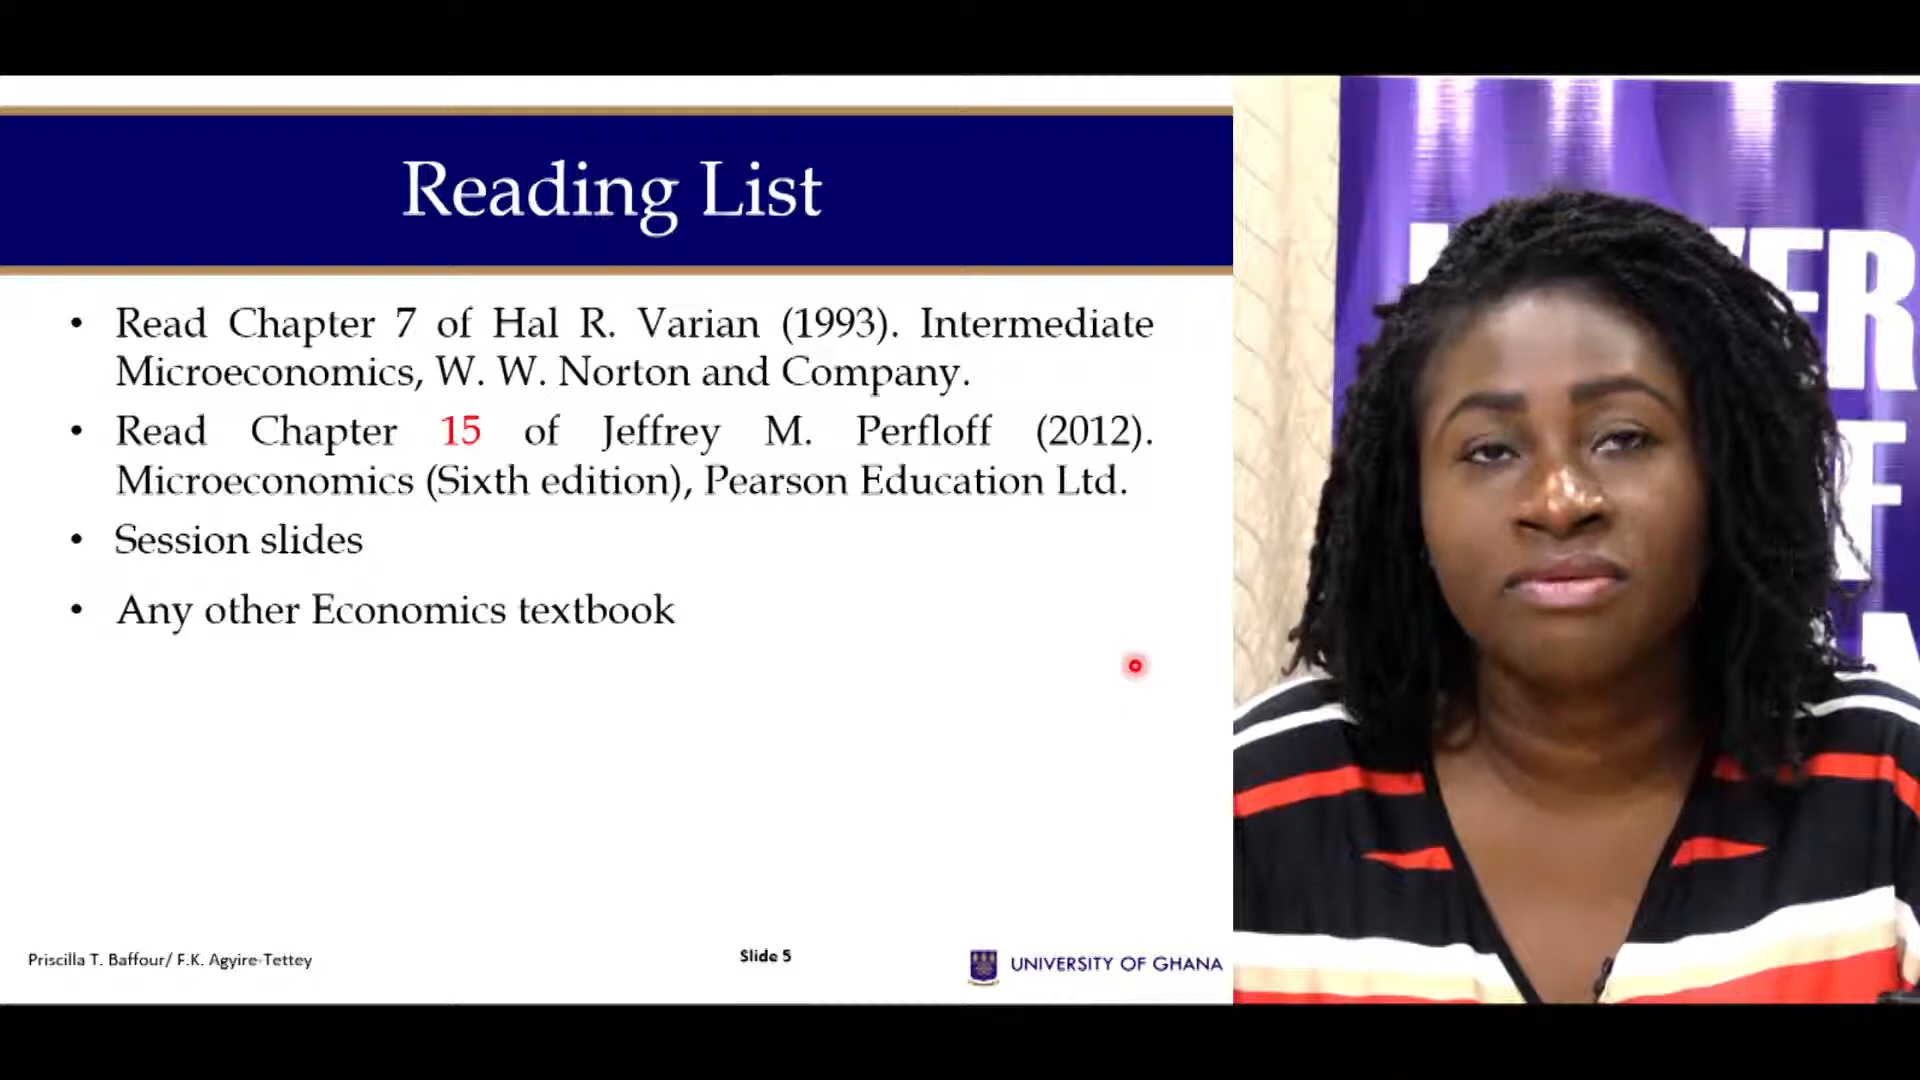 Reading List
• Read Chapter 7 of Hal R. Varian (1993). Intermediate
Microeconomics, W. W. Norton and Company.
• Read Chapter 15 of Jeffrey M. Perfloff (2012).
Microeconomics (Sixth edition), Pearson Education Ltd.
• Session slides
• Any other Economics textbook
Priscilla T. Baffour/ F.K. Agyire-Tettey
Slide 5
UNIVERSITY OF GHANA